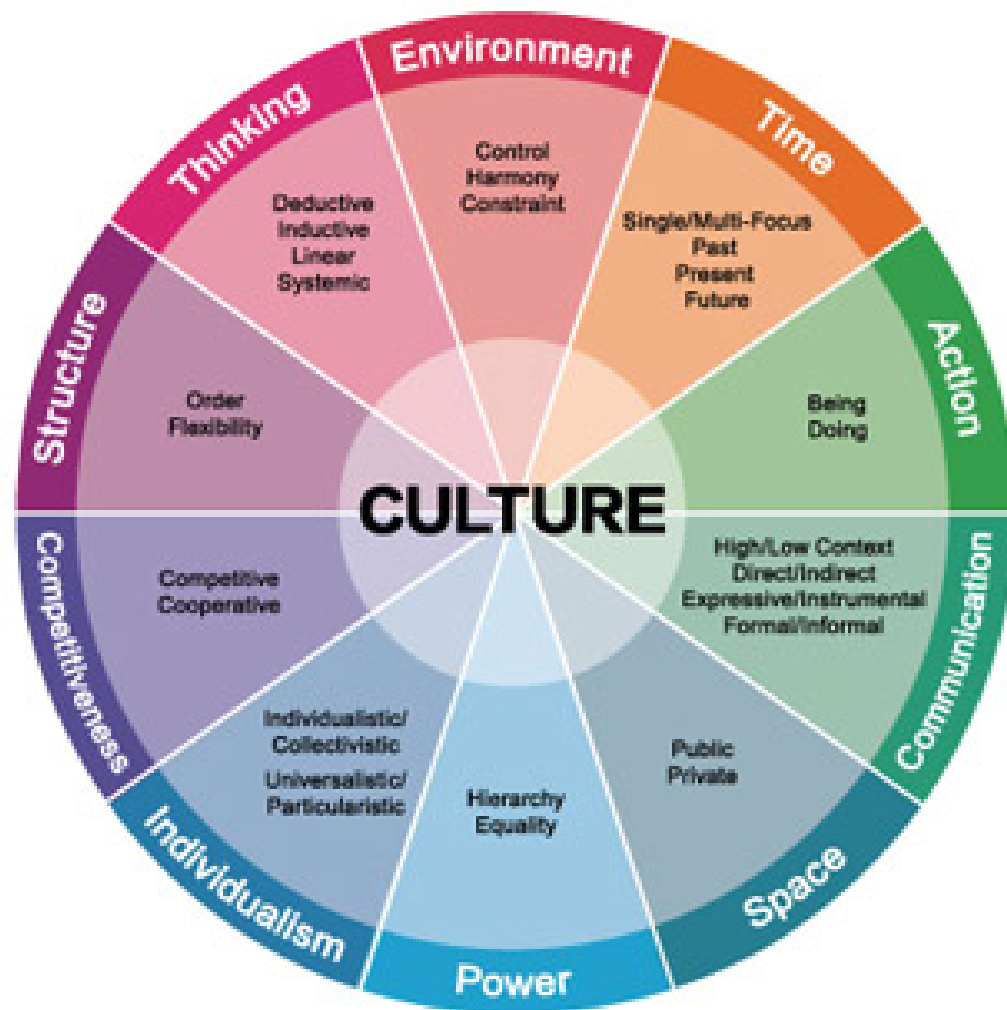 Environment
Control
Harmony
Constraint
Time
Single/Multi-Focus
Past
Present
Future
Action
Being
Doing
Communication
High/Low Context
Direct/Indirect
Expressive/Instrumental
Formal/Informal
Space
Public
Private
Power
Hierarchy
Equality
Individualism
Individualistic/
Collectivistic
Universalistic/
Particularistic
Competitiveness
Competitive
Cooperative
Structure
Order
Flexibility
Thinking
Deductive
Inductive
Linear
Systemic
CULTURE